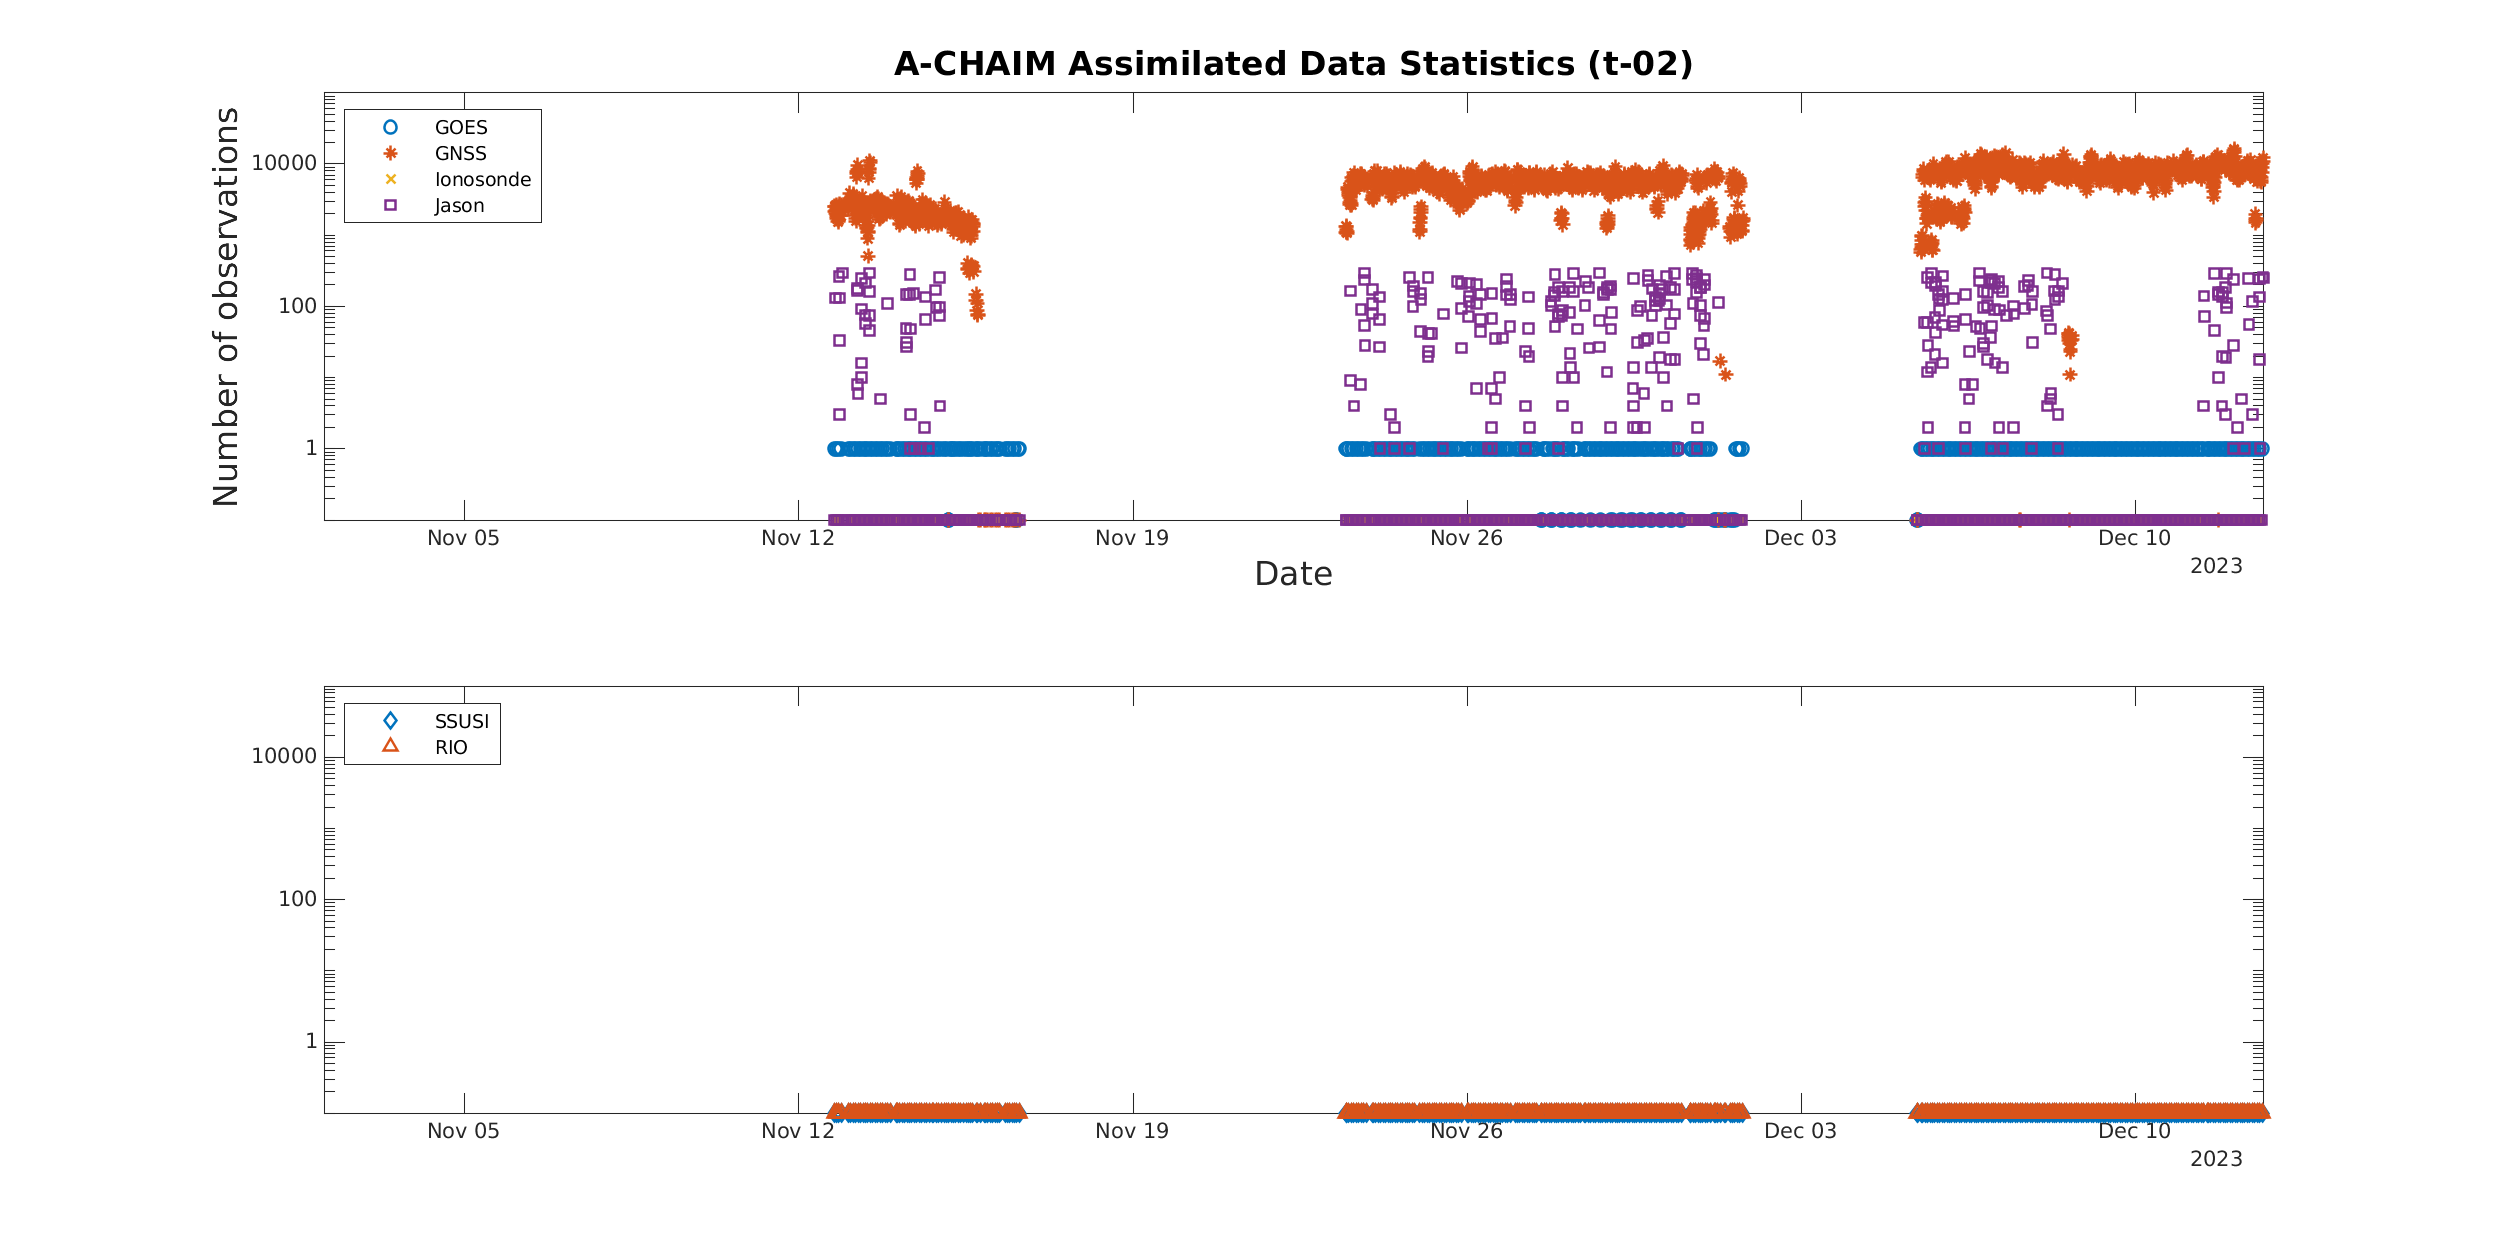 A-CHAIM Assimilated Data Statistics (t-02)
Number of observations
10000
100
1
GOES
GNSS
Ionosonde
Jason
Nov 05 Nov 12 Nov 19 Nov 26 Dec 03 Dec 10
2023
Date
10000
100
1
SSUSI
RIO
Nov 05 Nov 12 Nov 19 Nov 26 Dec 03 Dec 10
2023